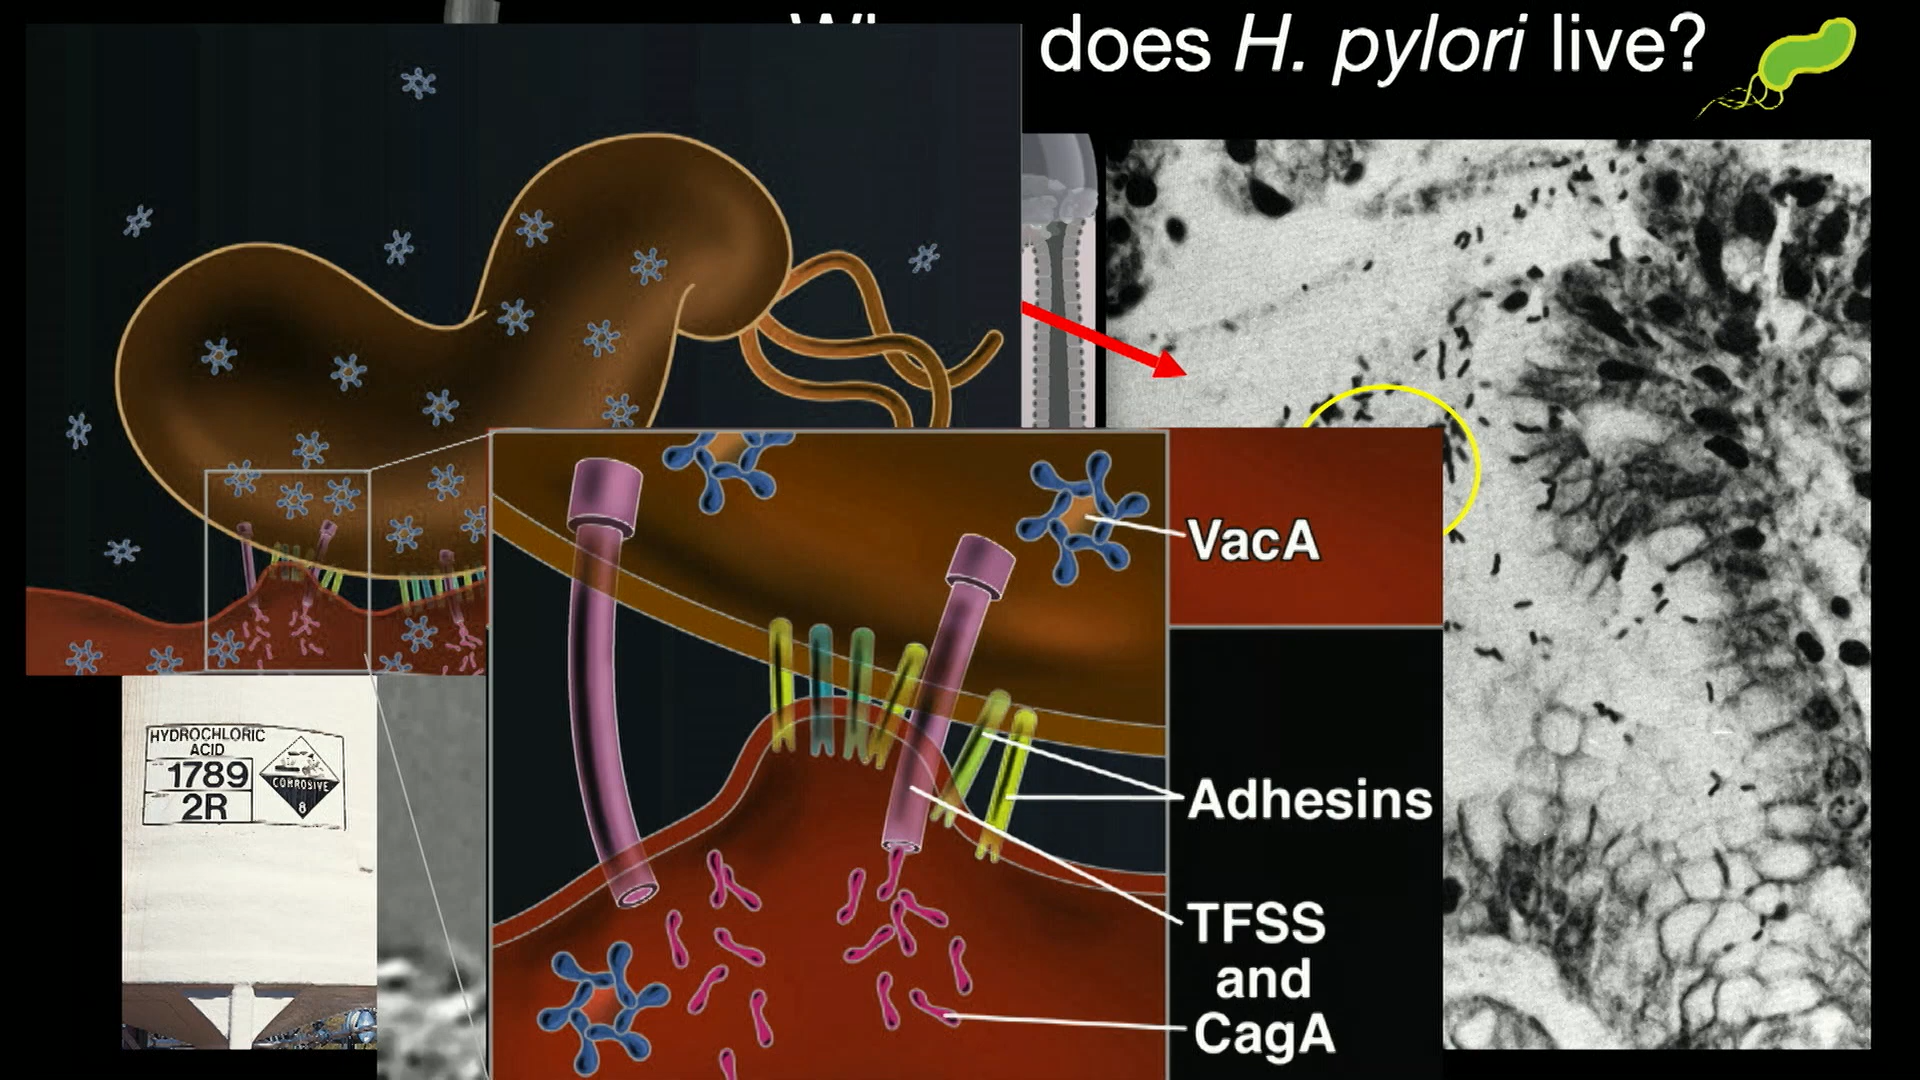 does H. pylori live?
VacA
HYDROCHLORIC
ACID
1789
2R
CORROSIVE
8
Adhesins
TFSS
and
CagA